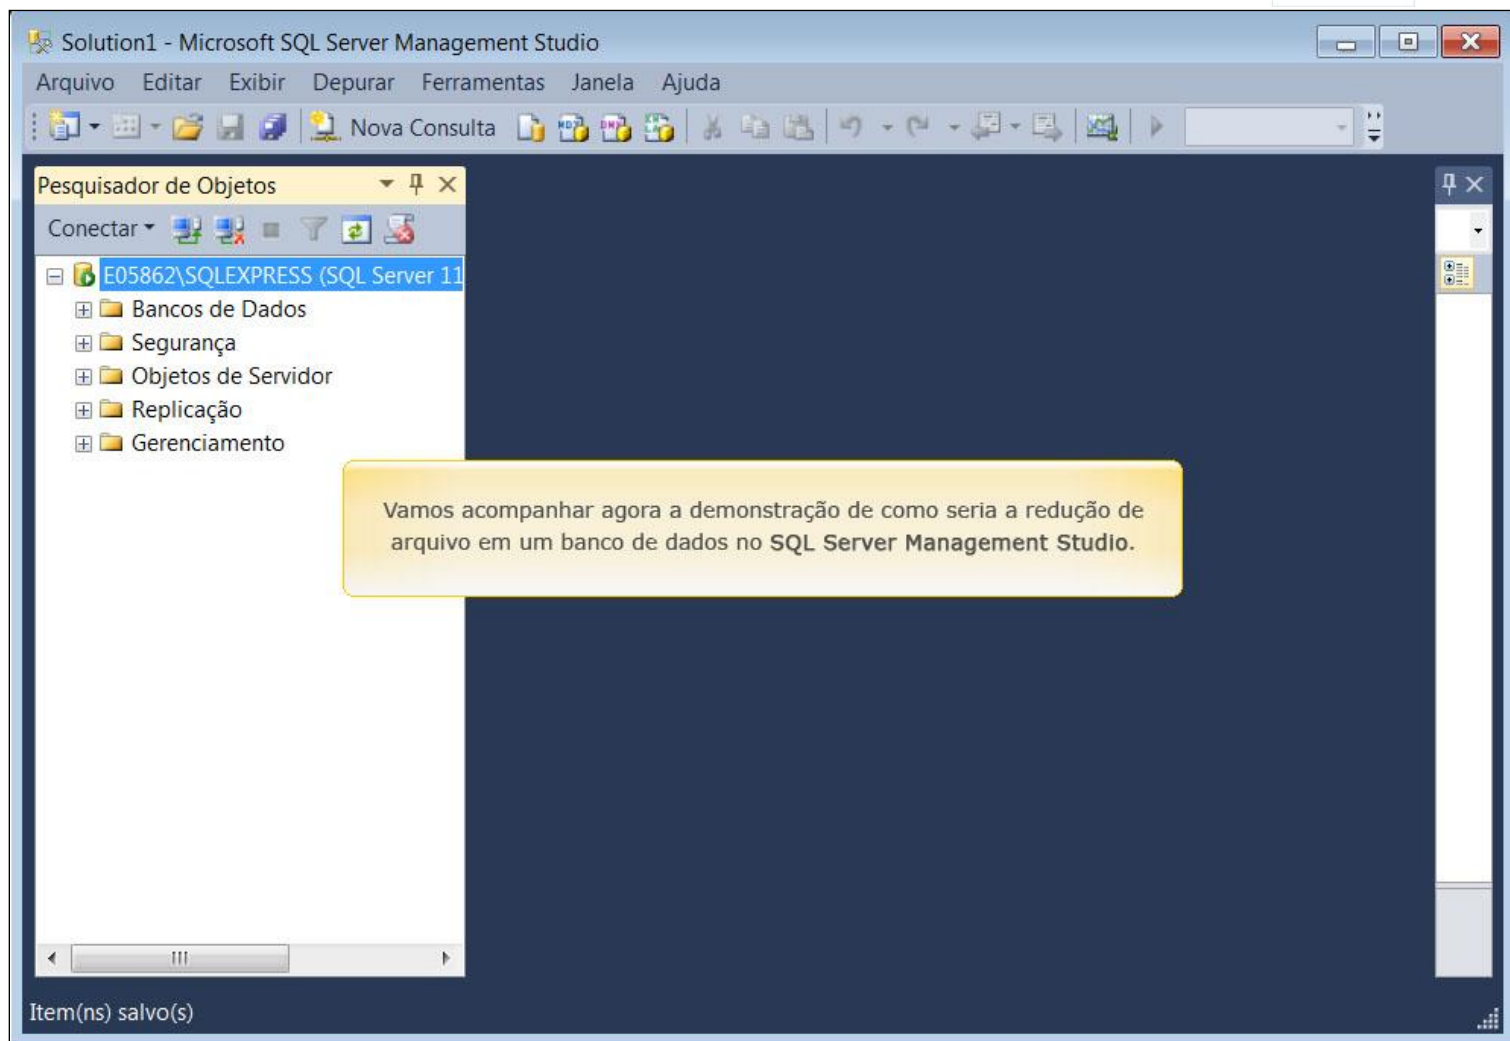 Solution1 - Microsoft SQL Server Management Studio
Arquivo Editar Exibir Depurar Ferramentas Janela Ajuda
Nova Consulta
Pesquisador de Objetos
Conectar
E05862\SQLEXPRESS (SQL Server 11
Bancos de Dados
Segurança
Objetos de Servidor
Replicação
Gerenciamento
Vamos acompanhar agora a demonstração de como seria a redução de
arquivo em um banco de dados no SQL Server Management Studio.
Item(ns) salvo(s)